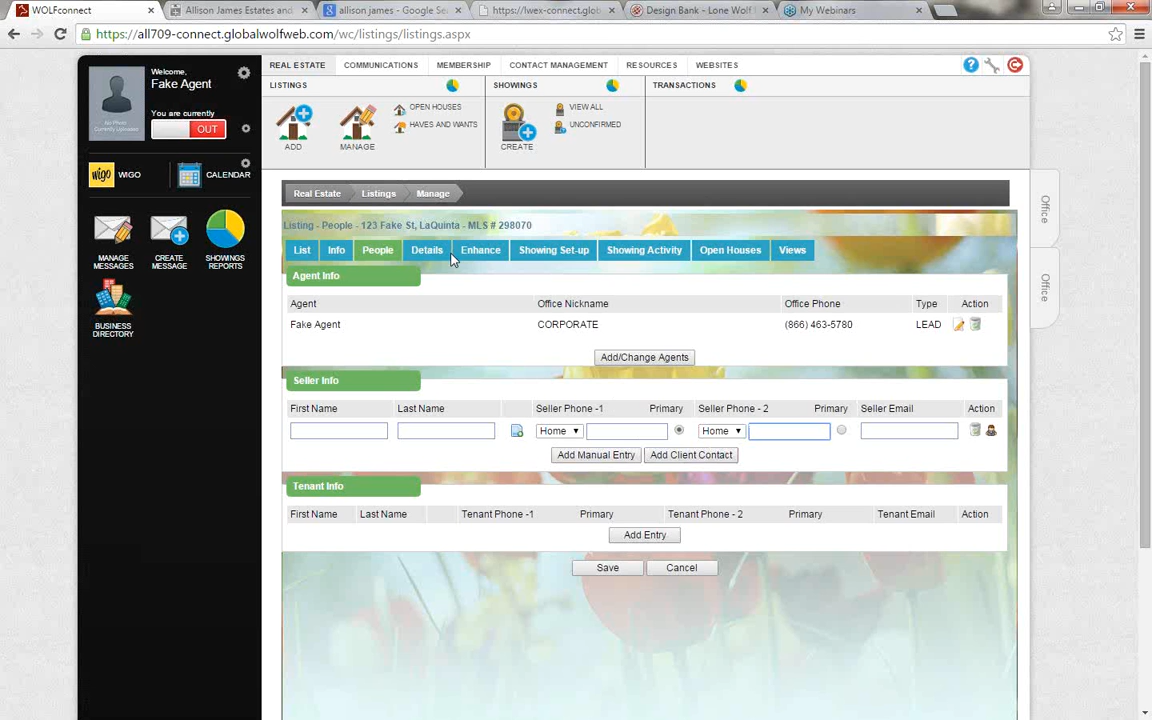 WOLFconnect
Allison James Estates and
allison james - Google Sea
https://lwex-connect.glob
Design Bank - Lone Wolf
My Webinars
https://all709-connect.globalwolfweb.com/wc/listings/listings.aspx
Welcome,
Fake Agent
No Photo
Currently Uploaded
You are currently
OUT
WIGO
WIGO
CALENDAR
MANAGE
MESSAGES
CREATE
MESSAGE
SHOWINGS
REPORTS
BUSINESS
DIRECTORY
REAL ESTATE COMMUNICATIONS MEMBERSHIP CONTACT MANAGEMENT RESOURCES WEBSITES
LISTINGS
ADD
MANAGE
OPEN HOUSES
HAVES AND WANTS
SHOWINGS
CREATE
VIEW ALL
UNCONFIRMED
TRANSACTIONS
Real Estate Listings Manage
Listing - People - 123 Fake St, LaQuinta - MLS # 298070
List Info People Details Enhance Showing Set-up Showing Activity Open Houses Views
Agent Info
Agent Office Nickname Office Phone Type Action
Fake Agent CORPORATE (866) 463-5780 LEAD
Add/Change Agents
Seller Info
First Name Last Name Seller Phone -1 Primary Seller Phone - 2 Primary Seller Email Action
Home Home
Add Manual Entry Add Client Contact
Tenant Info
First Name Last Name Tenant Phone -1 Primary Tenant Phone - 2 Primary Tenant Email Action
Add Entry
Save Cancel
Office
Office